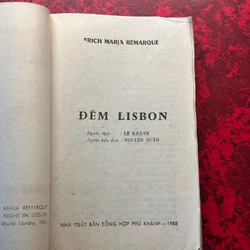 ERICH MARIA REMARQUE
ĐÊM LISBON
Người dịch : LÊ KHÁNH
Người hiệu đính : NGUYỄN HUÂN
MARIA REMARQUE
NIGHT IN LISBON
World Library, 1980
NHÀ XUẤT BẢN TỔNG HỢP PHÚ KHÁNH — 1988